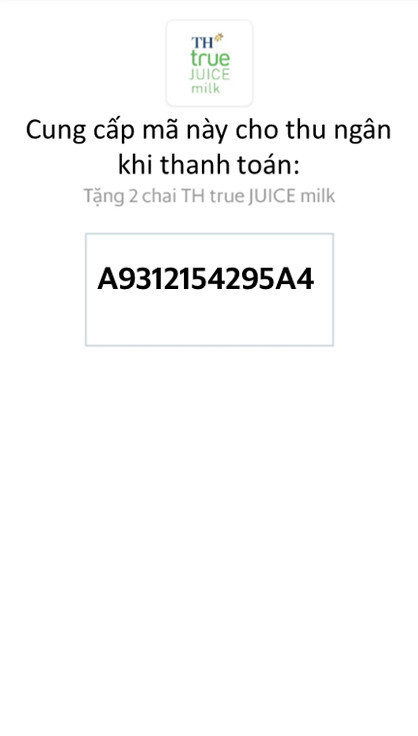 TH
true
JUICE
milk
Cung cấp mã này cho thu ngân
khi thanh toán:
Tặng 2 chai TH true JUICE milk
A9312154295A4